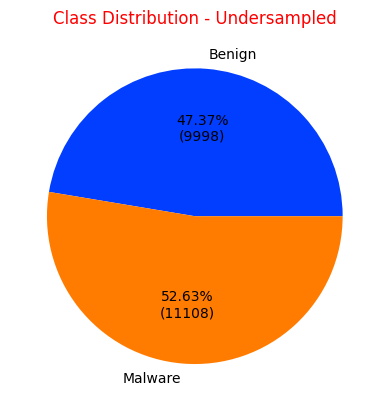 Class Distribution - Undersampled
Benign
47.37%
(9998)
52.63%
(11108)
Malware